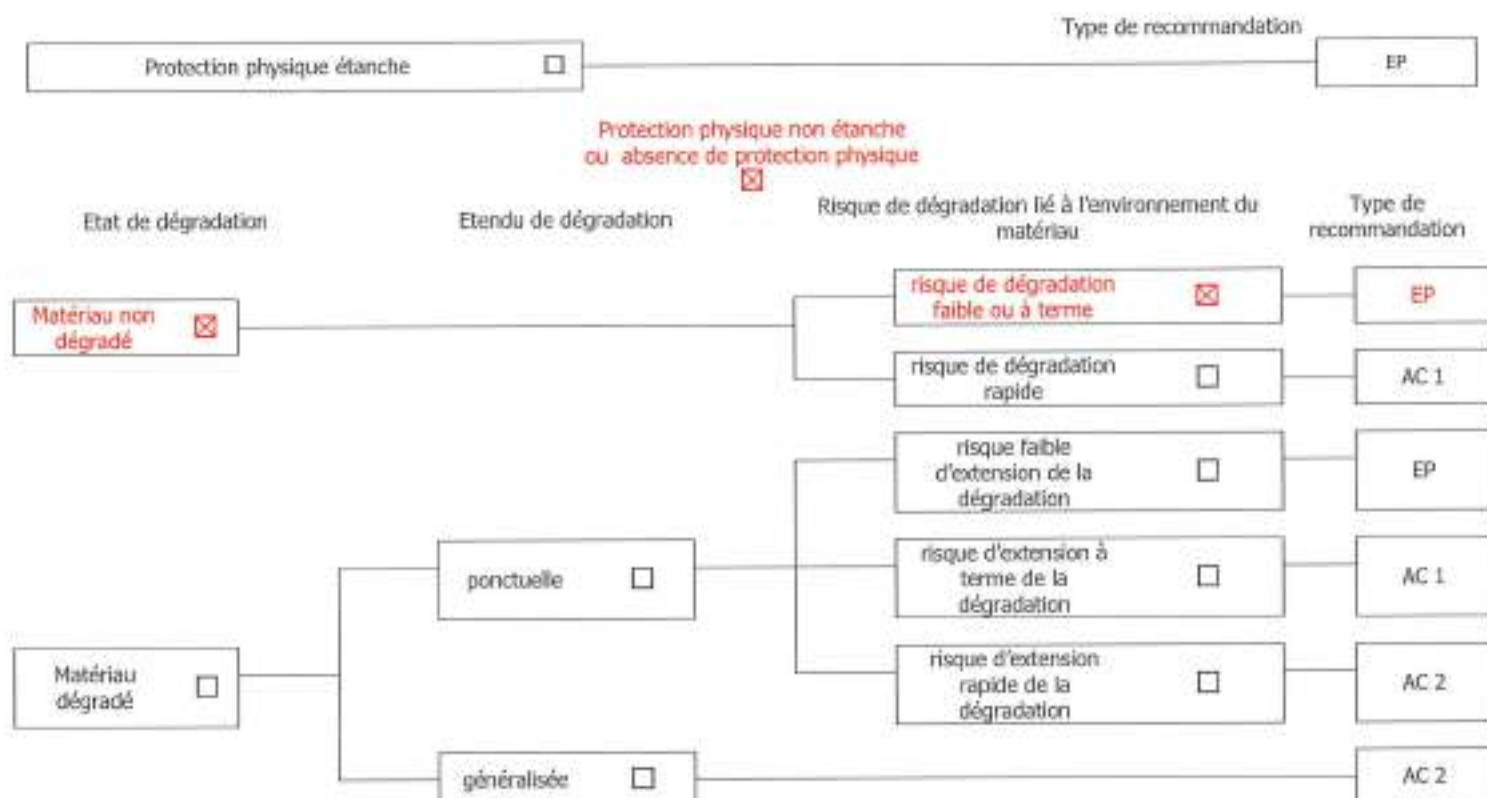 Type de recommandation
Protection physique étanche
EP
Protection physique non étanche
ou absence de protection physique
Etat de dégradation
Etendu de dégradation
Risque de dégradation lié à l'environnement du
matériau
Type de
recommandation
Matériau non
dégradé
risque de dégradation
faible ou à terme
EP
risque de dégradation
rapide
AC 1
risque faible
d'extension de la
dégradation
EP
ponctuelle
risque d'extension à
terme de la
dégradation
AC 1
Matériau
dégradé
risque d'extension
rapide de la
dégradation
AC 2
généralisée
AC 2